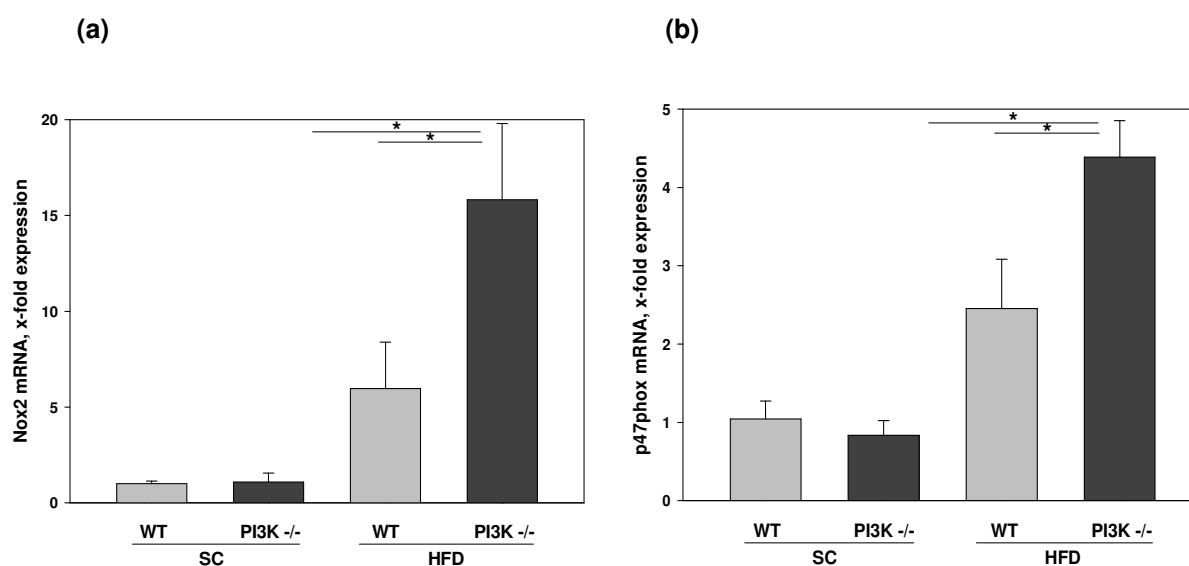 (a)
Nox2 mRNA, x-fold expression
20
15
10
5
0
*
*
WT
PI3K -/-
WT
PI3K -/-
SC
HFD
(b)
p47phox mRNA, x-fold expression
5
4
3
2
1
0
*
*
WT
PI3K -/-
WT
PI3K -/-
SC
HFD